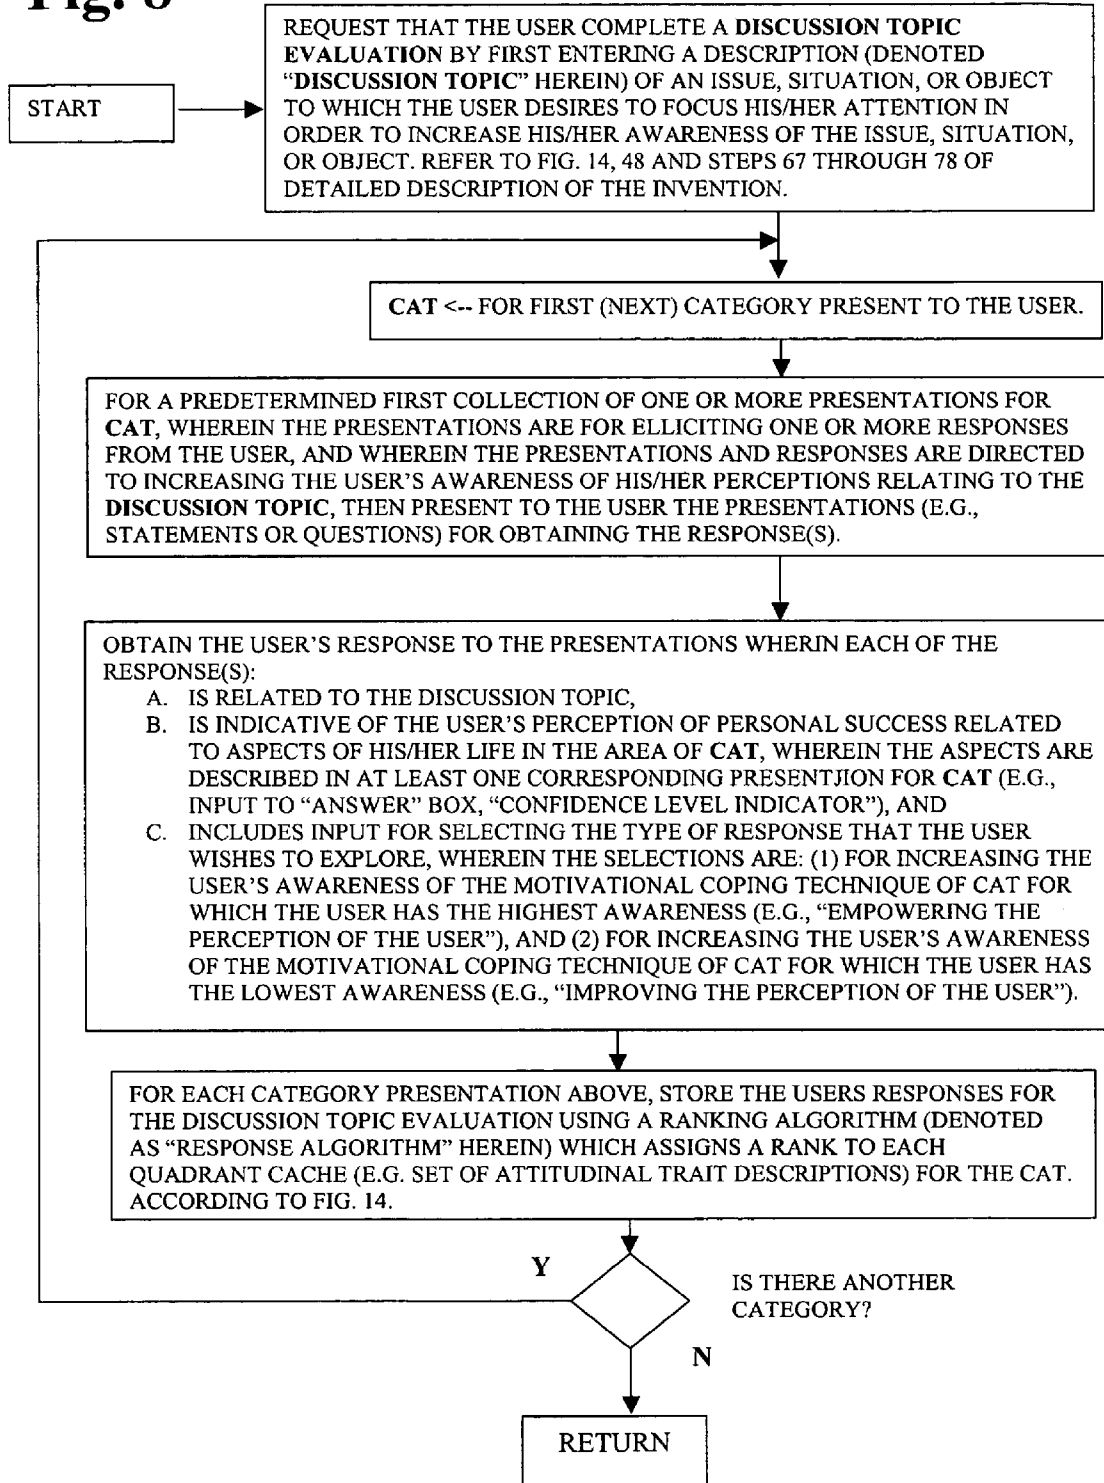 Fig. 8
REQUEST THAT THE USER COMPLETE A DISCUSSION TOPIC
EVALUATION BY FIRST ENTERING A DESCRIPTION (DENOTED
“DISCUSSION TOPIC” HEREIN) OF AN ISSUE, SITUATION, OR OBJECT
TO WHICH THE USER DESIRES TO FOCUS HIS/HER ATTENTION IN
ORDER TO INCREASE HIS/HER AWARENESS OF THE ISSUE, SITUATION,
OR OBJECT. REFER TO FIG. 14, 48 AND STEPS 67 THROUGH 78 OF
DETAILED DESCRIPTION OF THE INVENTION.
START
CAT <-- FOR FIRST (NEXT) CATEGORY PRESENT TO THE USER.
FOR A PREDETERMINED FIRST COLLECTION OF ONE OR MORE PRESENTATIONS FOR
CAT, WHEREIN THE PRESENTATIONS ARE FOR ELLICITING ONE OR MORE RESPONSES
FROM THE USER, AND WHEREIN THE PRESENTATIONS AND RESPONSES ARE DIRECTED
TO INCREASING THE USER’S AWARENESS OF HIS/HER PERCEPTIONS RELATING TO THE
DISCUSSION TOPIC, THEN PRESENT TO THE USER THE PRESENTATIONS (E.G.,
STATEMENTS OR QUESTIONS) FOR OBTAINING THE RESPONSE(S).
OBTAIN THE USER’S RESPONSE TO THE PRESENTATIONS WHERIN EACH OF THE
RESPONSE(S):
A. IS RELATED TO THE DISCUSSION TOPIC,
B. IS INDICATIVE OF THE USER’S PERCEPTION OF PERSONAL SUCCESS RELATED
TO ASPECTS OF HIS/HER LIFE IN THE AREA OF CAT, WHEREIN THE ASPECTS ARE
DESCRIBED IN AT LEAST ONE CORRESPONDING PRESENTJION FOR CAT (E.G.,
INPUT TO “ANSWER” BOX, “CONFIDENCE LEVEL INDICATOR”), AND
C. INCLUDES INPUT FOR SELECTING THE TYPE OF RESPONSE THAT THE USER
WISHES TO EXPLORE, WHEREIN THE SELECTIONS ARE: (1) FOR INCREASING THE
USER’S AWARENESS OF THE MOTIVATIONAL COPING TECHNIQUE OF CAT FOR
WHICH THE USER HAS THE HIGHEST AWARENESS (E.G., “EMPOWERING THE
PERCEPTION OF THE USER”), AND (2) FOR INCREASING THE USER’S AWARENESS
OF THE MOTIVATIONAL COPING TECHNIQUE OF CAT FOR WHICH THE USER HAS
THE LOWEST AWARENESS (E.G., “IMPROVING THE PERCEPTION OF THE USER”).
FOR EACH CATEGORY PRESENTATION ABOVE, STORE THE USERS RESPONSES FOR
THE DISCUSSION TOPIC EVALUATION USING A RANKING ALGORITHM (DENOTED
AS “RESPONSE ALGORITHM” HEREIN) WHICH ASSIGNS A RANK TO EACH
QUADRANT CACHE (E.G. SET OF ATTITUDINAL TRAIT DESCRIPTIONS) FOR THE CAT.
ACCORDING TO FIG. 14.
Y
IS THERE ANOTHER
CATEGORY?
N
RETURN